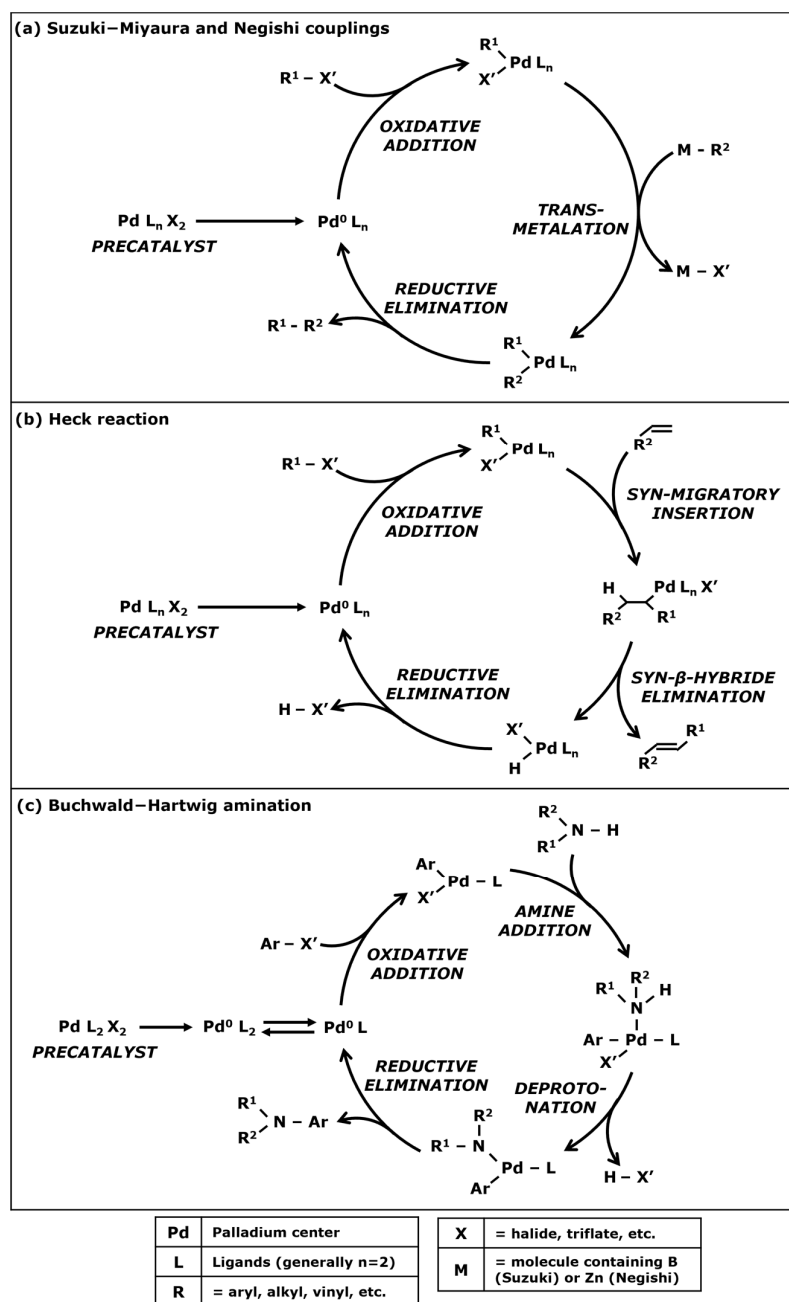 (a) Suzuki–Miyaura and Negishi couplings
R¹ – X′
R¹
X′
Pd Lₙ
OXIDATIVE
ADDITION
M - R²
TRANS-
METALATION
M – X′
Pd Lₙ X₂
PRECATALYST
Pd⁰ Lₙ
REDUCTIVE
ELIMINATION
R¹ - R²
R¹
R²
Pd Lₙ
(b) Heck reaction
R¹ – X′
R¹
X′
Pd Lₙ
R²
OXIDATIVE
ADDITION
SYN-MIGRATORY
INSERTION
Pd Lₙ X₂
PRECATALYST
Pd⁰ Lₙ
H
Pd Lₙ X′
R²
R¹
REDUCTIVE
ELIMINATION
SYN-β-HYBRIDE
ELIMINATION
H – X′
X′
H
Pd Lₙ
R¹
R²
(c) Buchwald–Hartwig amination
R²
R¹
N – H
Ar
X′
Pd – L
AMINE
ADDITION
Ar – X′
OXIDATIVE
ADDITION
R²
R¹
H
N
Ar – Pd – L
X′
Pd L₂ X₂
PRECATALYST
Pd⁰ L₂
Pd⁰ L
REDUCTIVE
ELIMINATION
DEPROTO-
NATION
R¹
R²
N – Ar
R²
R¹ – N
Pd – L
Ar
H – X′
Pd Palladium center
L Ligands (generally n=2)
R = aryl, alkyl, vinyl, etc.
X = halide, triflate, etc.
M = molecule containing B
(Suzuki) or Zn (Negishi)